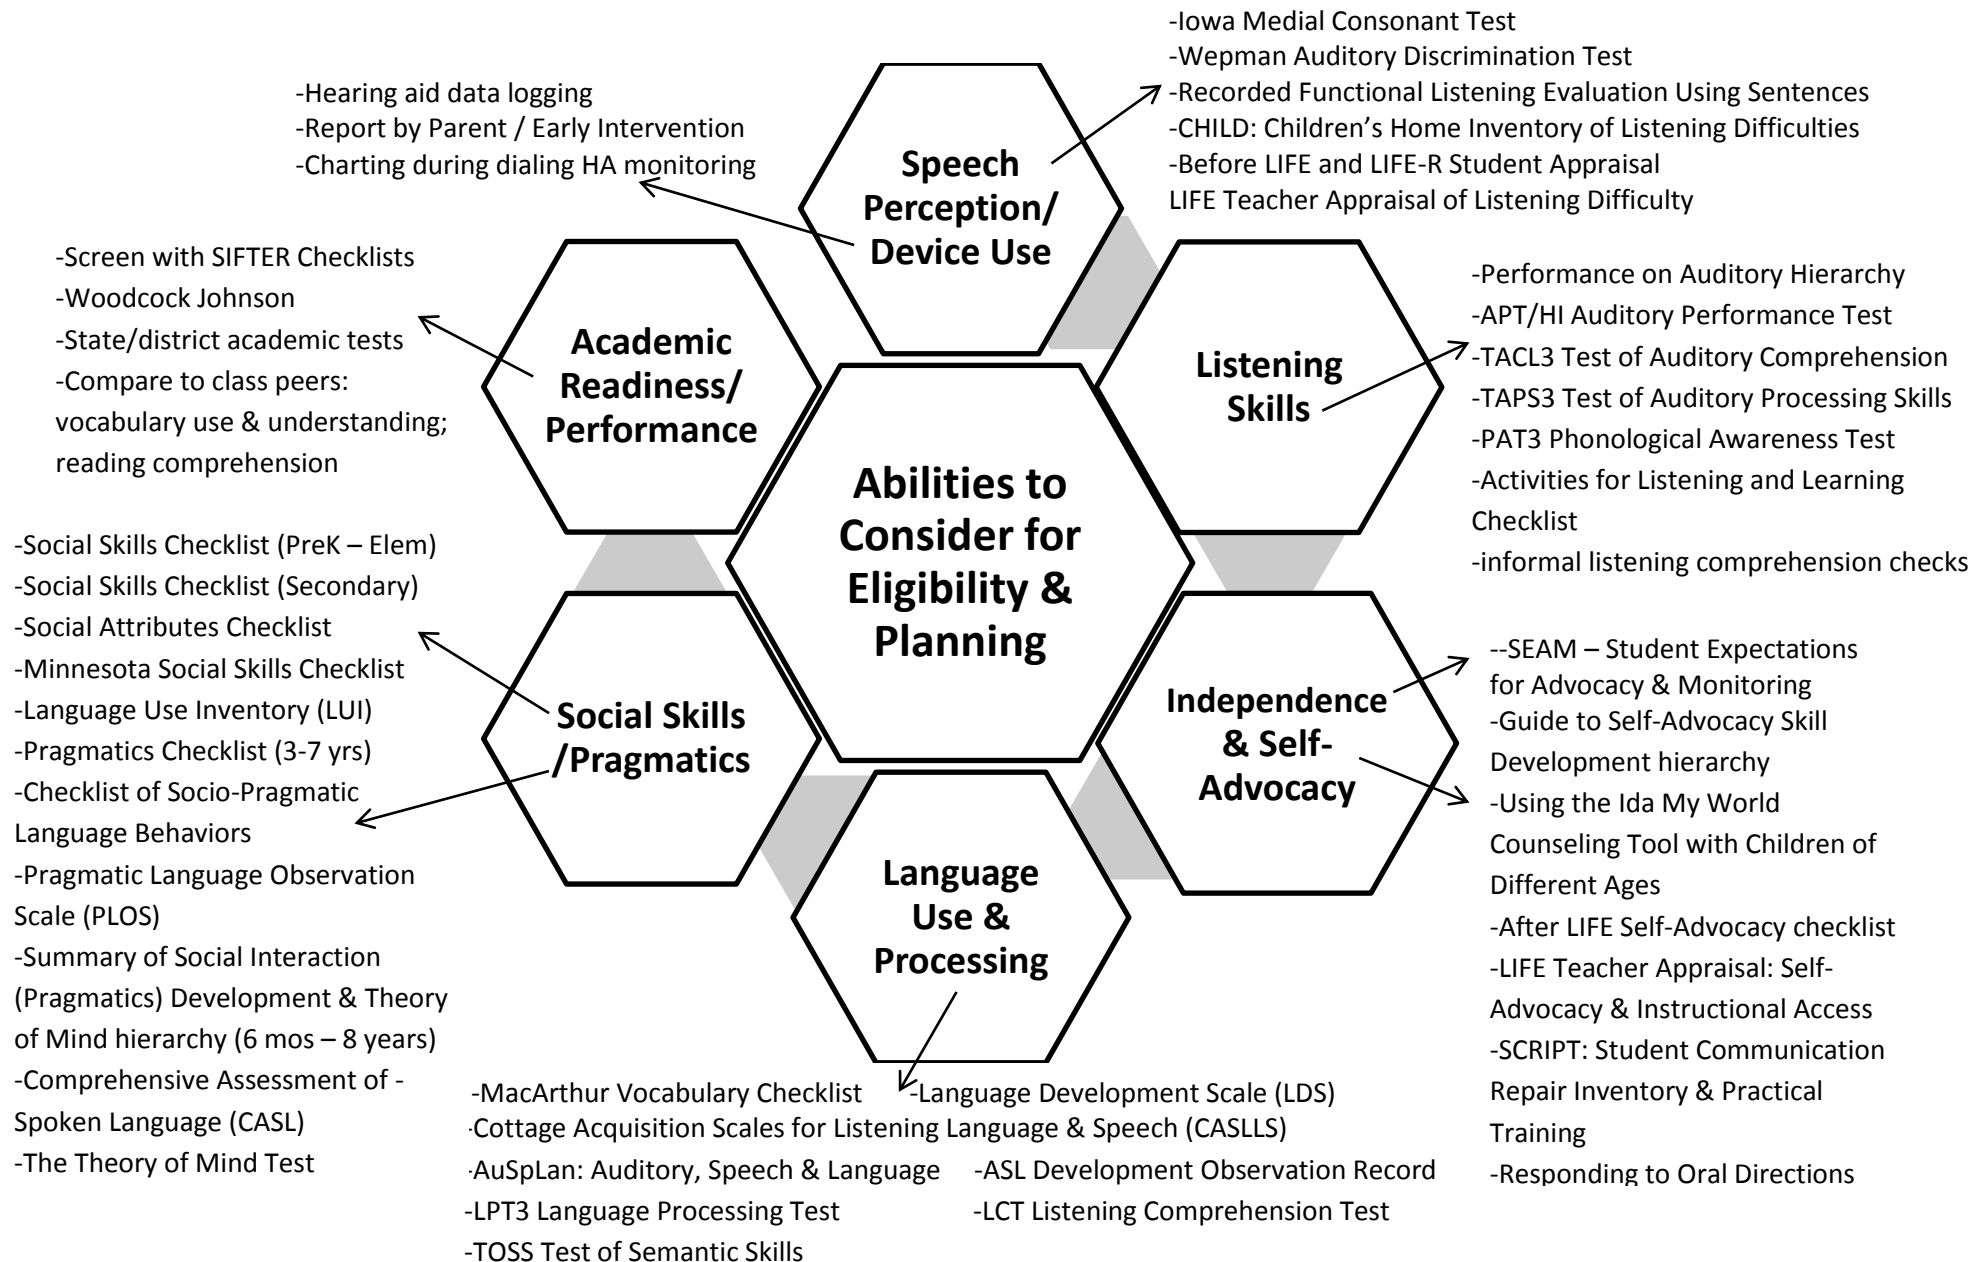 -Iowa Medial Consonant Test
-Wepman Auditory Discrimination Test
-Recorded Functional Listening Evaluation Using Sentences
-CHILD: Children's Home Inventory of Listening Difficulties
-Before LIFE and LIFE-R Student Appraisal
LIFE Teacher Appraisal of Listening Difficulty
-Hearing aid data logging
-Report by Parent / Early Intervention
-Charting during dialing HA monitoring
Speech
Perception/
Device Use
-Screen with SIFTER Checklists
-Woodcock Johnson
-State/district academic tests
-Compare to class peers:
vocabulary use & understanding;
reading comprehension
Academic
Readiness/
Performance
Listening
Skills
-Performance on Auditory Hierarchy
-APT/HI Auditory Performance Test
-TACL3 Test of Auditory Comprehension
-TAPS3 Test of Auditory Processing Skills
-PAT3 Phonological Awareness Test
-Activities for Listening and Learning
Checklist
-informal listening comprehension checks
Abilities to
Consider for
Eligibility &
Planning
-Social Skills Checklist (PreK – Elem)
-Social Skills Checklist (Secondary)
-Social Attributes Checklist
-Minnesota Social Skills Checklist
-Language Use Inventory (LUI)
-Pragmatics Checklist (3-7 yrs)
-Checklist of Socio-Pragmatic
Language Behaviors
-Pragmatic Language Observation
Scale (PLOS)
-Summary of Social Interaction
(Pragmatics) Development & Theory
of Mind hierarchy (6 mos – 8 years)
-Comprehensive Assessment of -
Spoken Language (CASL)
-The Theory of Mind Test
Social Skills
/Pragmatics
Independence
& Self-
Advocacy
--SEAM – Student Expectations
for Advocacy & Monitoring
-Guide to Self-Advocacy Skill
Development hierarchy
-Using the Ida My World
Counseling Tool with Children of
Different Ages
-After LIFE Self-Advocacy checklist
-LIFE Teacher Appraisal: Self-
Advocacy & Instructional Access
-SCRIPT: Student Communication
Repair Inventory & Practical
Training
-Responding to Oral Directions
Language
Use &
Processing
-MacArthur Vocabulary Checklist -Language Development Scale (LDS)
-Cottage Acquisition Scales for Listening Language & Speech (CASLLS)
-AuSpLan: Auditory, Speech & Language -ASL Development Observation Record
-LPT3 Language Processing Test -LCT Listening Comprehension Test
-TOSS Test of Semantic Skills